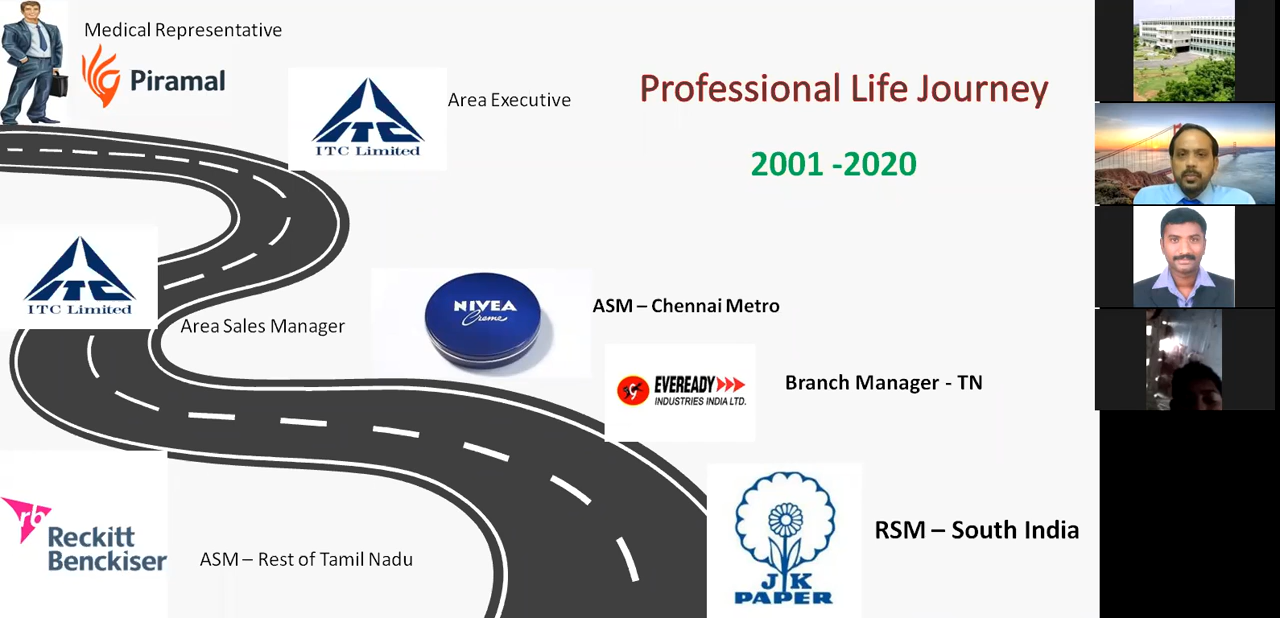 Medical Representative
Piramal
ITC Limited
Area Executive
Professional Life Journey
2001 -2020
ITC Limited
Area Sales Manager
NIVEA
Creme
ASM – Chennai Metro
EVEREADY
INDUSTRIES INDIA LTD.
Branch Manager - TN
rb
Reckitt
Benckiser
ASM – Rest of Tamil Nadu
JK
PAPER
RSM – South India